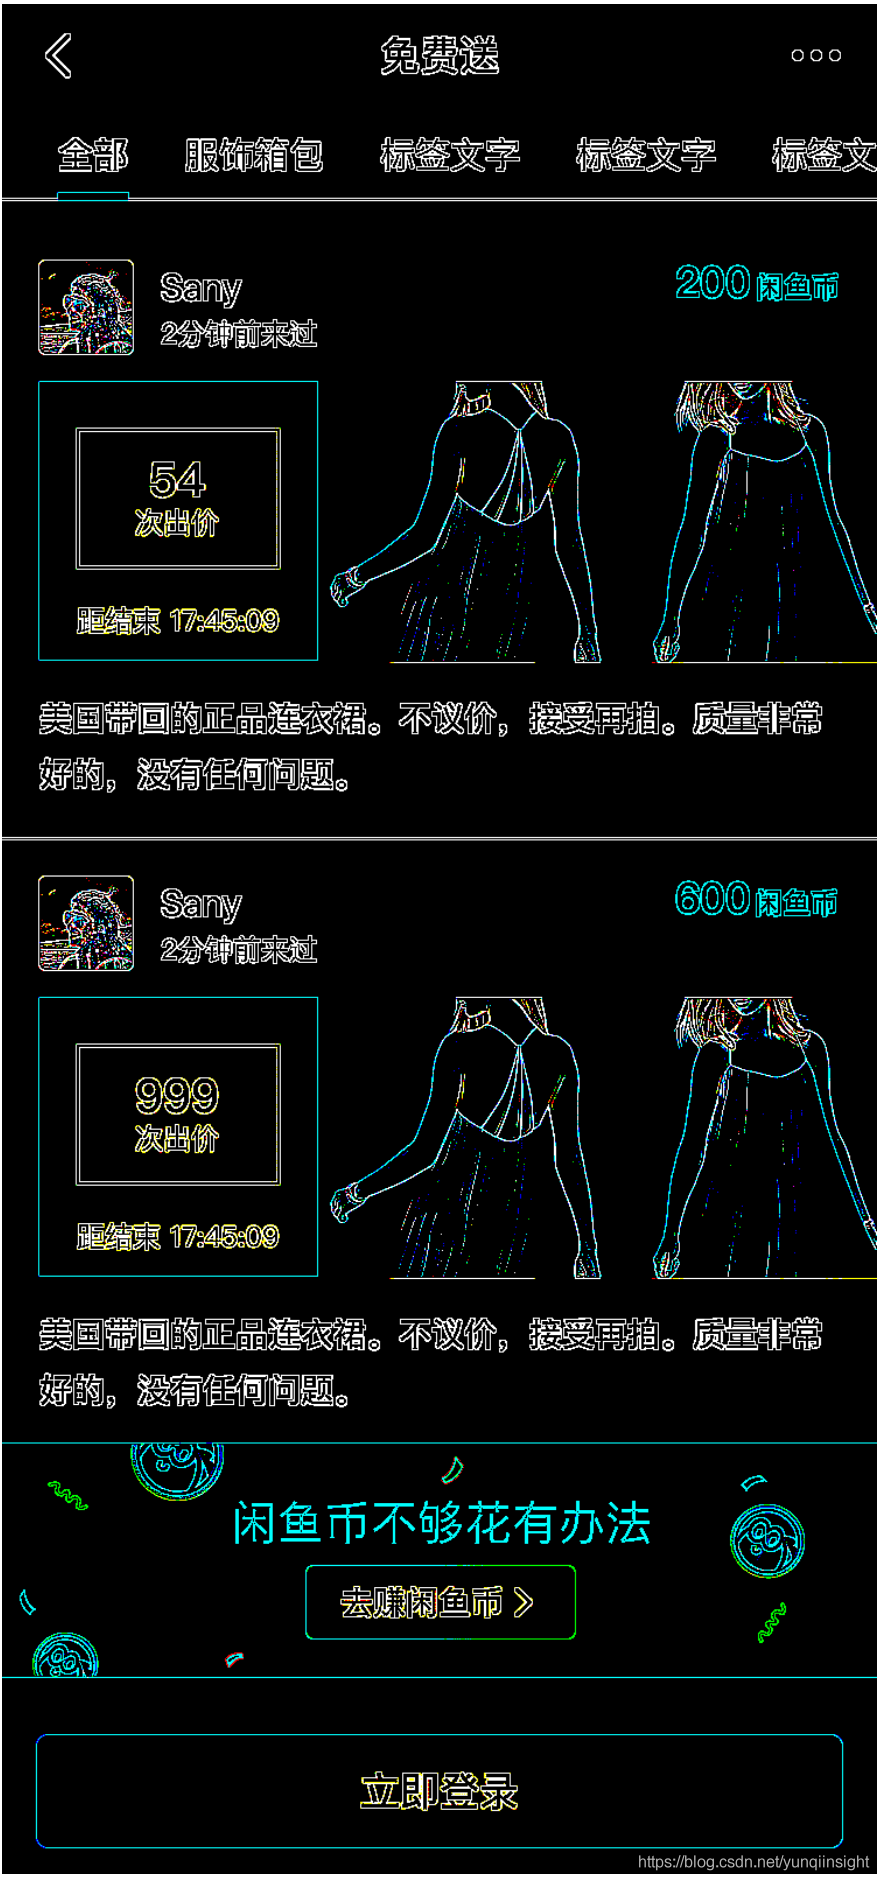 免费送
全部 服饰箱包 标签文字 标签文字 标签文
Sany
200 闲鱼币
2分钟前来过
54
次出价
距结束 17:45:09
美国带回的正品连衣裙。不议价，接受再拍。质量非常
好的，没有任何问题。
Sany
600 闲鱼币
2分钟前来过
999
次出价
距结束 17:45:09
美国带回的正品连衣裙。不议价，接受再拍。质量非常
好的，没有任何问题。
闲鱼币不够花有办法
去赚闲鱼币 >
立即登录
https://blog.csdn.net/yunqiinsight